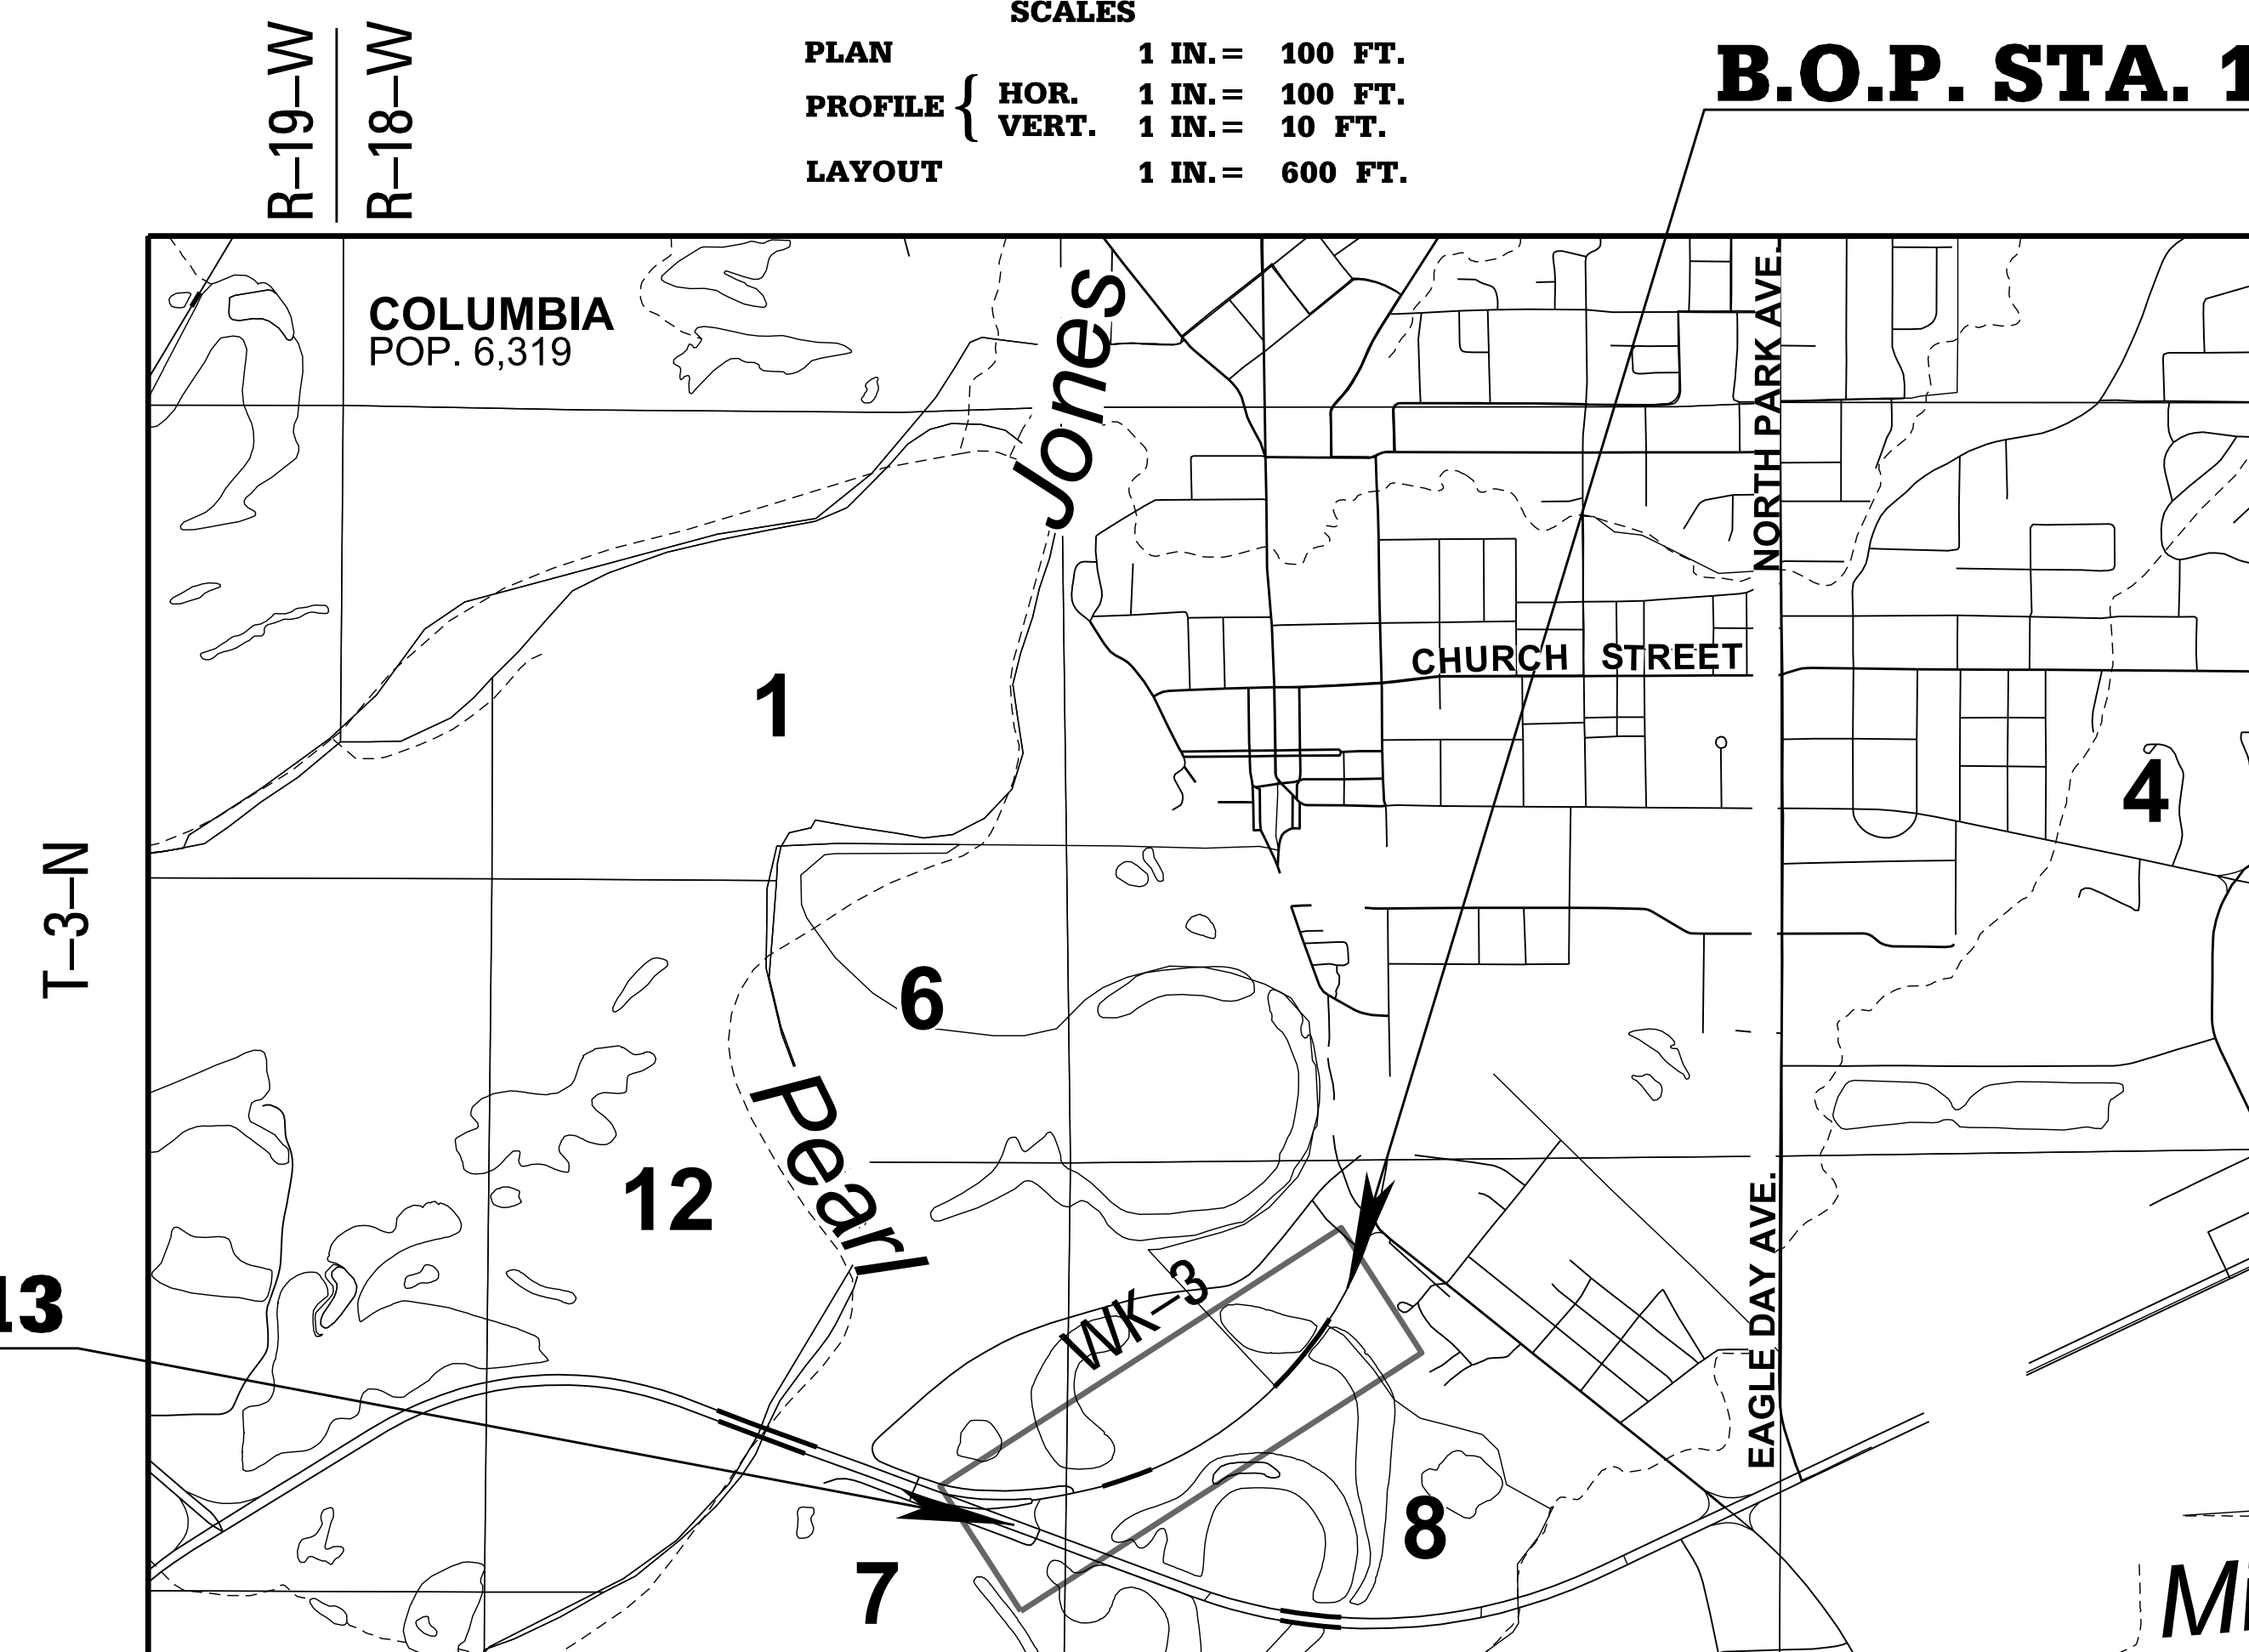 SCALES
PLAN 1 IN.= 100 FT.
PROFILE { HOR. 1 IN.= 100 FT.
VERT. 1 IN.= 10 FT.
LAYOUT 1 IN.= 600 FT.
B.O.P. STA. 1
R–19–W
R–18–W
COLUMBIA
POP. 6,319
Jones
NORTH PARK AVE.
CHURCH STREET
1
4
T–3–N
6
Pearl
12
EAGLE DAY AVE.
WK–3
13
8
7
Mi